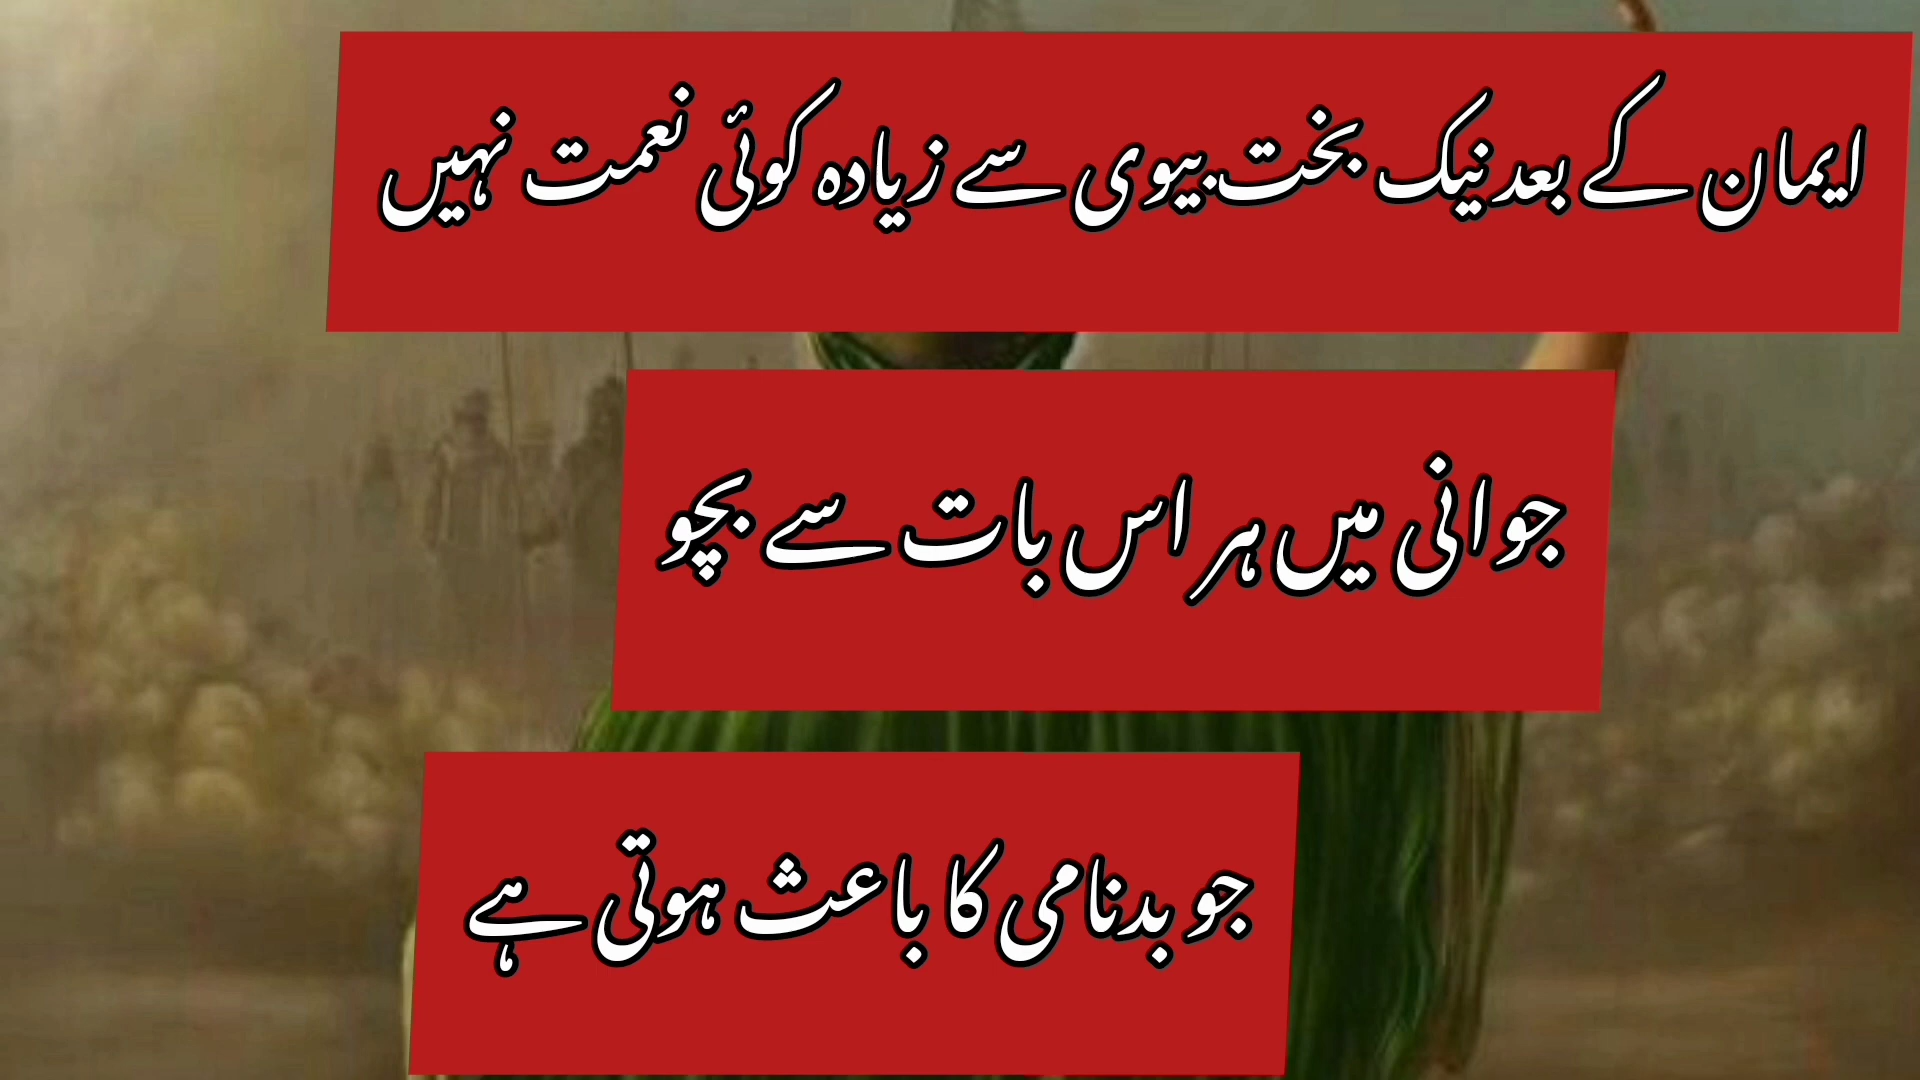 ایمان کے بعد نیک بخت بیوی سے زیادہ کوئی نعمت نہیں
جوانی میں ہر اس بات سے بچو
جو بدنامی کا باعث ہوتی ہے